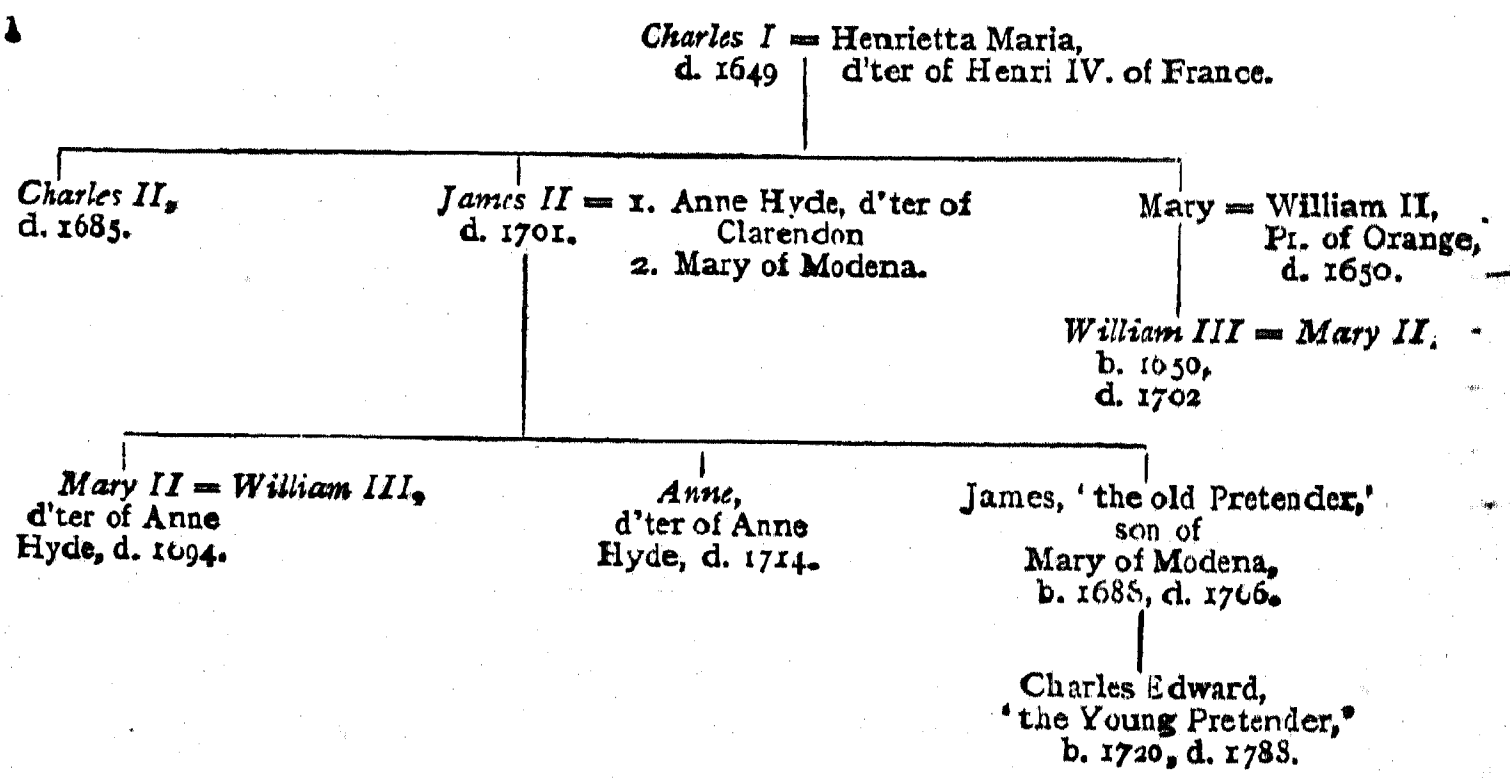 Charles I = Henrietta Maria,
d. 1649 d'ter of Henri IV. of France.
Charles II,
d. 1685.
James II = 1. Anne Hyde, d'ter of
d. 1701. Clarendon
2. Mary of Modena.
Mary = William II,
Pr. of Orange,
d. 1650.
William III = Mary II.
b. 1650,
d. 1702
Mary II = William III,
d'ter of Anne
Hyde, d. 1694.
Anne,
d'ter of Anne
Hyde, d. 1714.
James, ‘the old Pretender,’
son of
Mary of Modena,
b. 1688, d. 1766.
Charles Edward,
‘the Young Pretender,’
b. 1720, d. 1788.